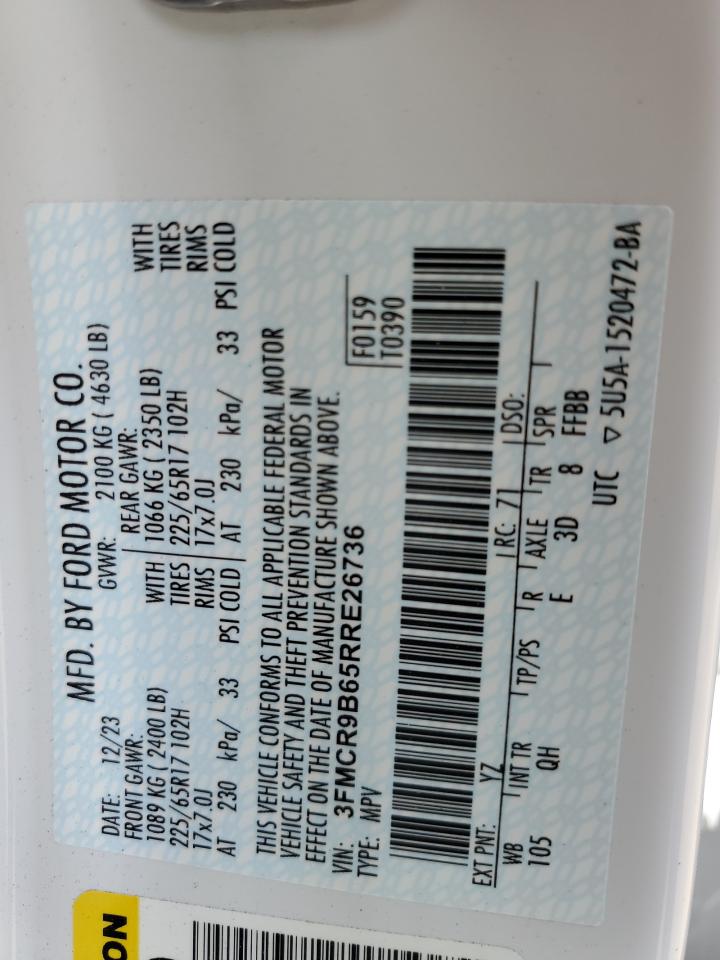 MFD. BY FORD MOTOR CO.
DATE: 12/23 GVWR: 2100 KG ( 4630 LB)
FRONT GAWR: REAR GAWR:
1089 KG ( 2400 LB) WITH 1066 KG ( 2350 LB) WITH
225/65R17 102H TIRES 225/65R17 102H TIRES
17x7.0J RIMS 17x7.0J RIMS
AT 230 kPa/ 33 PSI COLD AT 230 kPa/ 33 PSI COLD
THIS VEHICLE CONFORMS TO ALL APPLICABLE FEDERAL MOTOR
VEHICLE SAFETY AND THEFT PREVENTION STANDARDS IN
EFFECT ON THE DATE OF MANUFACTURE SHOWN ABOVE.
VIN: 3FMCR9B65RRE26736 F0159
TYPE: MPV T0390
EXT PNT: YZ RC: 71 DSO:
WB INT TR TP/PS R AXLE TR SPR
105 QH E 3D 8 FFBB
UTC ▽ 5U5A-1520472-BA
ON